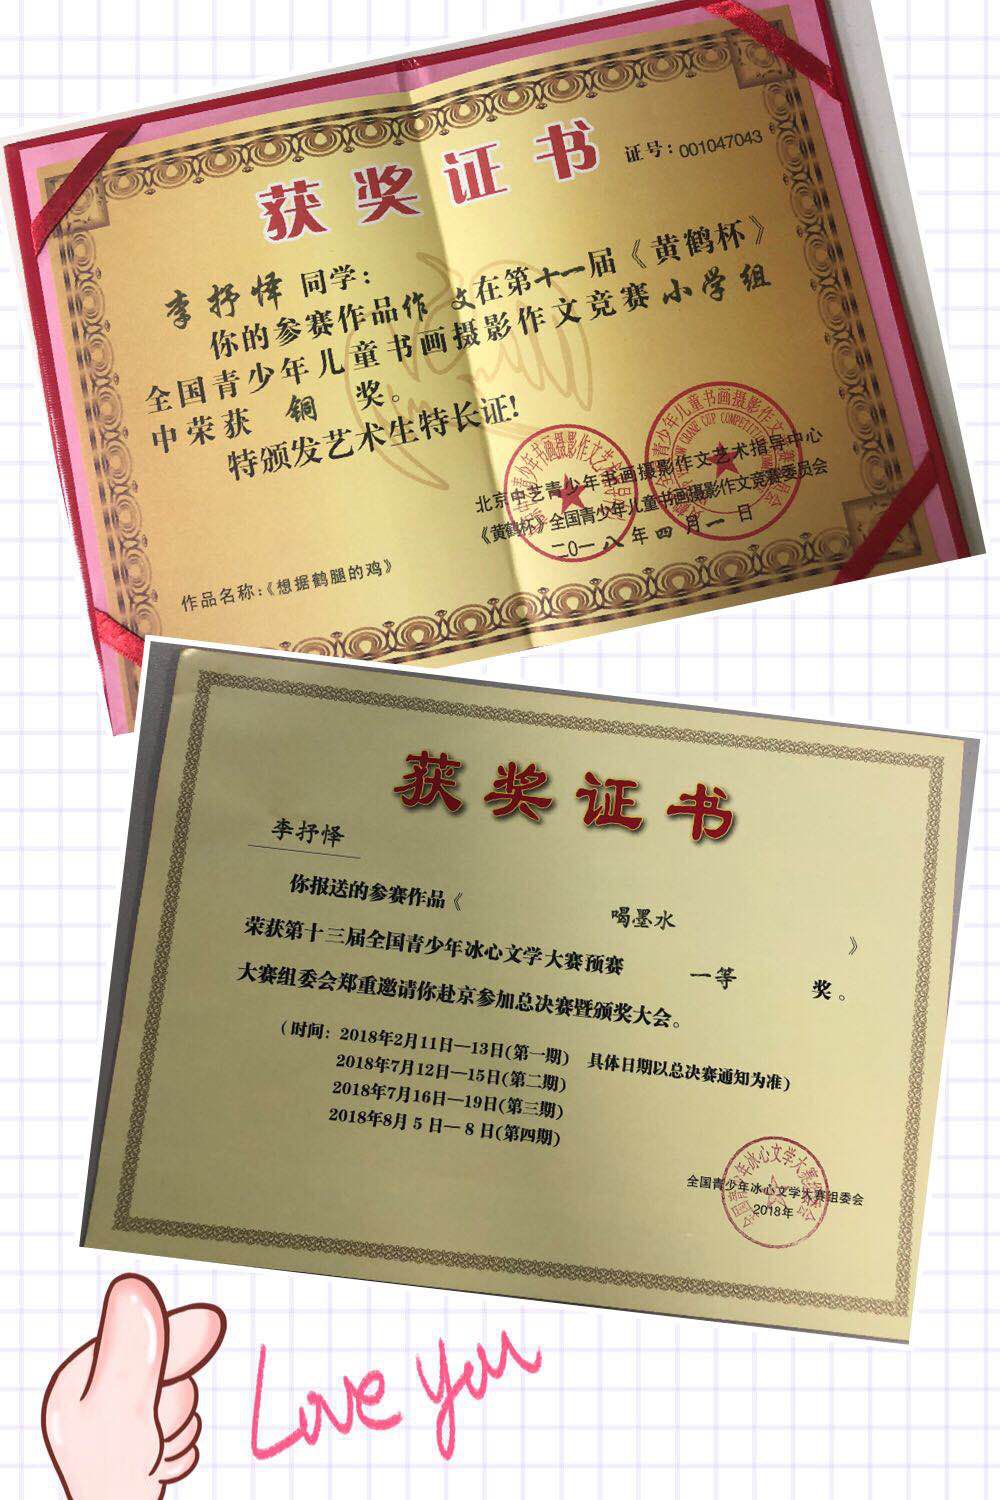 获奖证书
证号：001047043
李抒怿 同学：
你的参赛作品作 文在第十一届《黄鹤杯》
全国青少年儿童书画摄影作文竞赛 小学组
中荣获 铜 奖。
特颁发艺术生特长证！
北京中艺青少年书画摄影作文艺术指导中心
《黄鹤杯》全国青少年儿童书画摄影作文竞赛委员会
二0一八年四月一日
作品名称：《想据鹤腿的鸡》
获奖证书
李抒怿
你报送的参赛作品《 喝墨水 》
荣获第十三届全国青少年冰心文学大赛预赛 一等 奖。
大赛组委会郑重邀请你赴京参加总决赛暨颁奖大会。
（时间：2018年2月11日—13日(第一期) 具体日期以总决赛通知为准）
2018年7月12日—15日(第二期)
2018年7月16日—19日(第三期)
2018年8月5日—8日(第四期)
全国青少年冰心文学大赛组委会
2018年
Love you